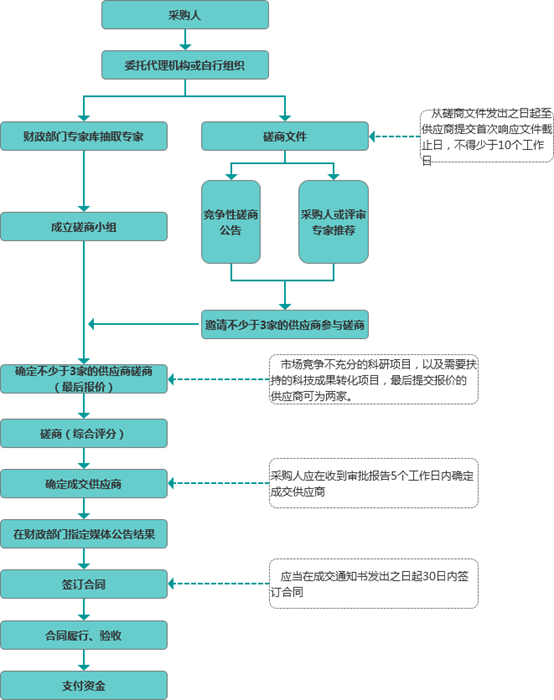 采购人
委托代理机构或自行组织
财政部门专家库抽取专家
磋商文件
从磋商文件发出之日起至
供应商提交首次响应文件截
止日，不得少于10个工作
日
竞争性磋商
公告
采购人或评审
专家推荐
成立磋商小组
邀请不少于3家的供应商参与磋商
确定不少于3家的供应商磋商
（最后报价）
市场竞争不充分的科研项目，以及需要扶
持的科技成果转化项目，最后提交报价的
供应商可为两家。
磋商（综合评分）
确定成交供应商
采购人应在收到审批报告5个工作日内确定
成交供应商
在财政部门指定媒体公告结果
签订合同
应当在成交通知书发出之日起30日内签
订合同
合同履行、验收
支付资金